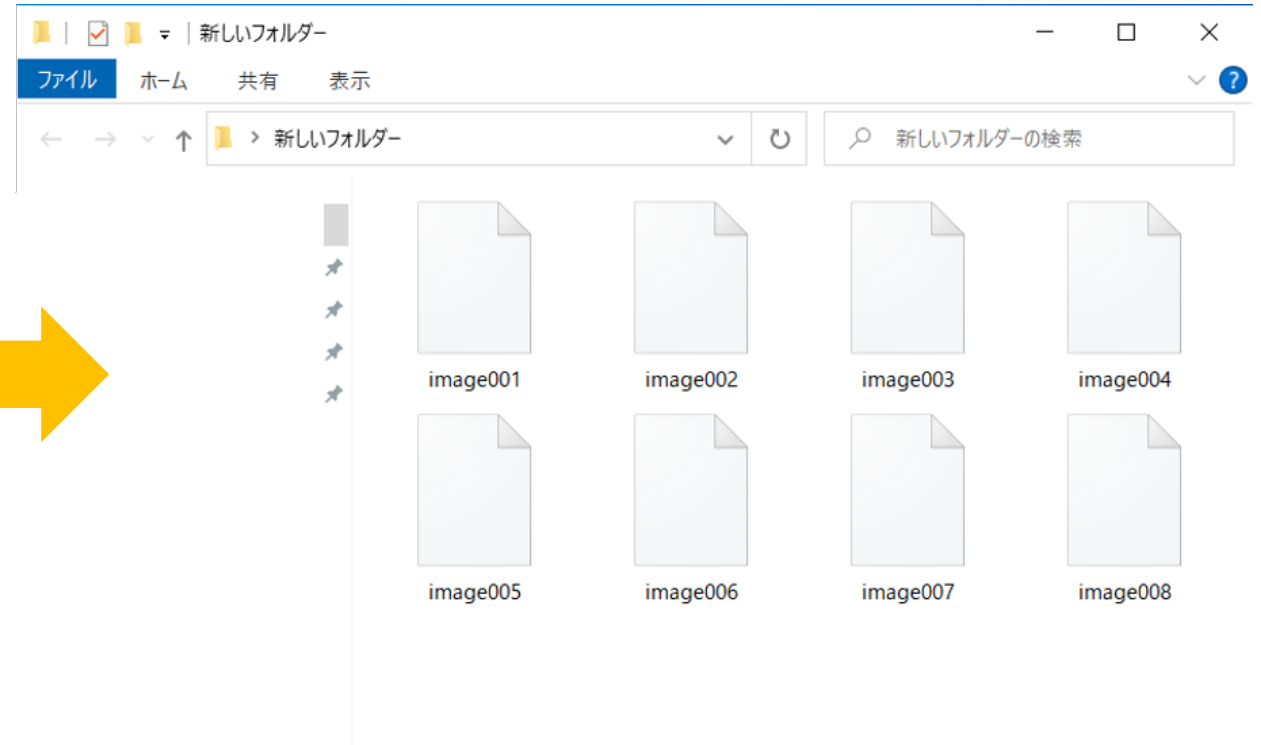 新しいフォルダー
ファイル ホーム 共有 表示
新しいフォルダー 新しいフォルダーの検索
image001 image002 image003 image004
image005 image006 image007 image008